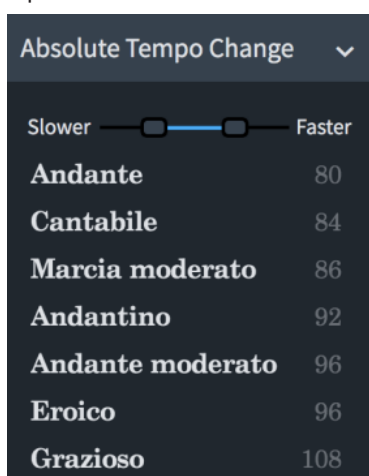 Absolute Tempo Change
Slower Faster
Andante 80
Cantabile 84
Marcia moderato 86
Andantino 92
Andante moderato 96
Eroico 96
Grazioso 108